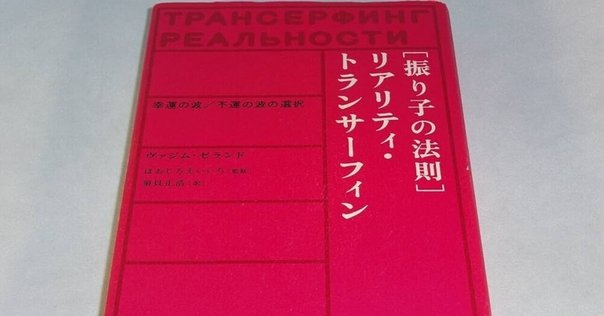 ТРАНСЕРФИНГ
РЕАЛЬНОСТИ
[振り子の法則]
リアリティ・
トランサーフィン
幸運の波／不運の波の選択
ヴァジム・ゼランド
ほおじろえいいち[監修]